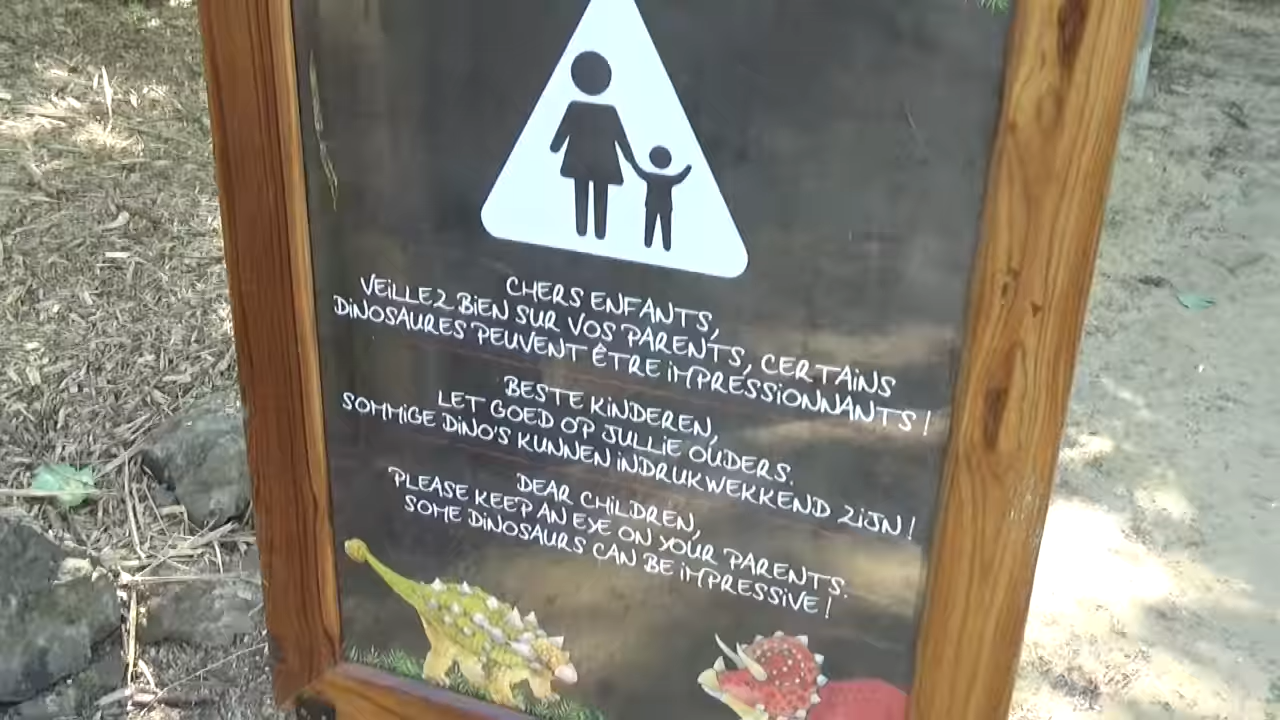 CHERS ENFANTS,
VEILLEZ BIEN SUR VOS PARENTS, CERTAINS
DINOSAURES PEUVENT ÊTRE IMPRESSIONNANTS !
BESTE KINDEREN,
LET GOED OP JULLIE OUDERS.
SOMMIGE DINO'S KUNNEN INDRUKWEKKEND ZIJN !
DEAR CHILDREN,
PLEASE KEEP AN EYE ON YOUR PARENTS.
SOME DINOSAURS CAN BE IMPRESSIVE !